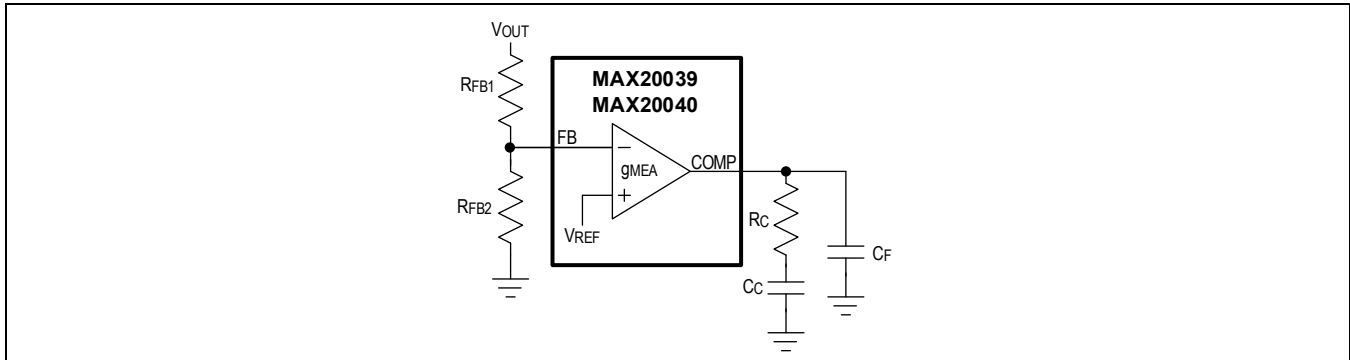 VOUT
RFB1
MAX20039
MAX20040
FB
−
gMEA
COMP
+
RFB2
VREF
RC
CF
CC